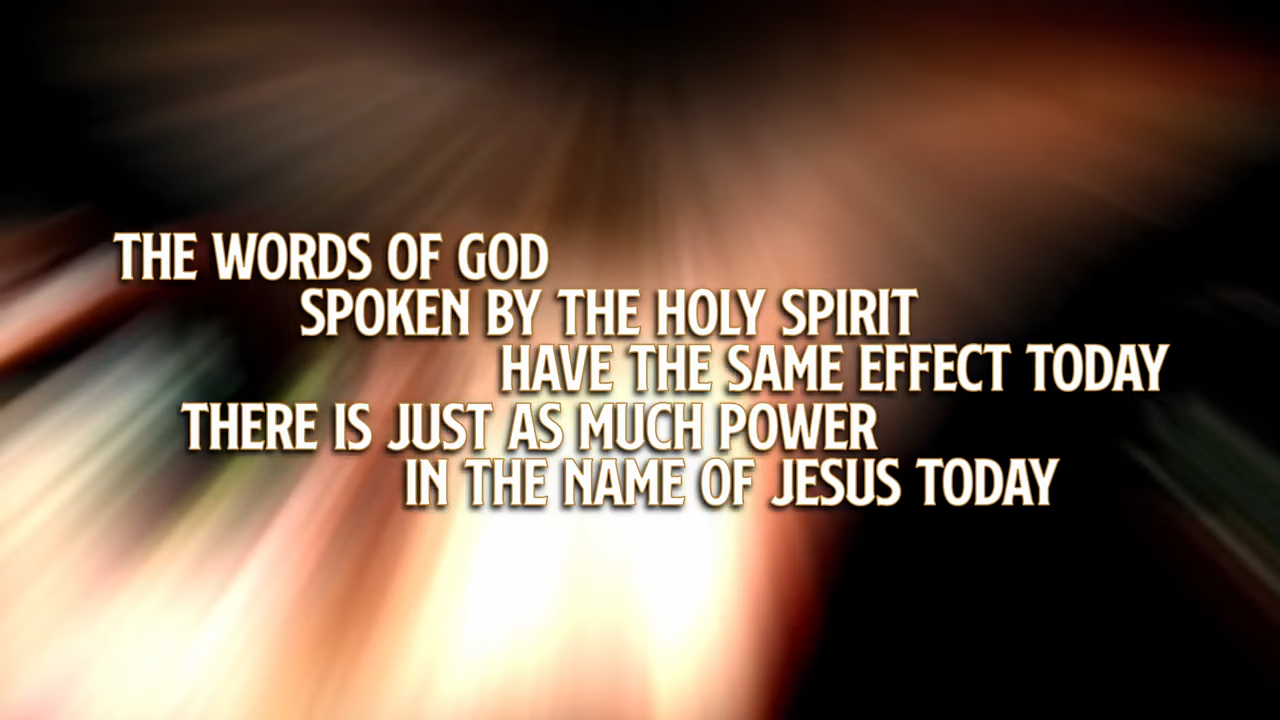 THE WORDS OF GOD
SPOKEN BY THE HOLY SPIRIT
HAVE THE SAME EFFECT TODAY
THERE IS JUST AS MUCH POWER
IN THE NAME OF JESUS TODAY